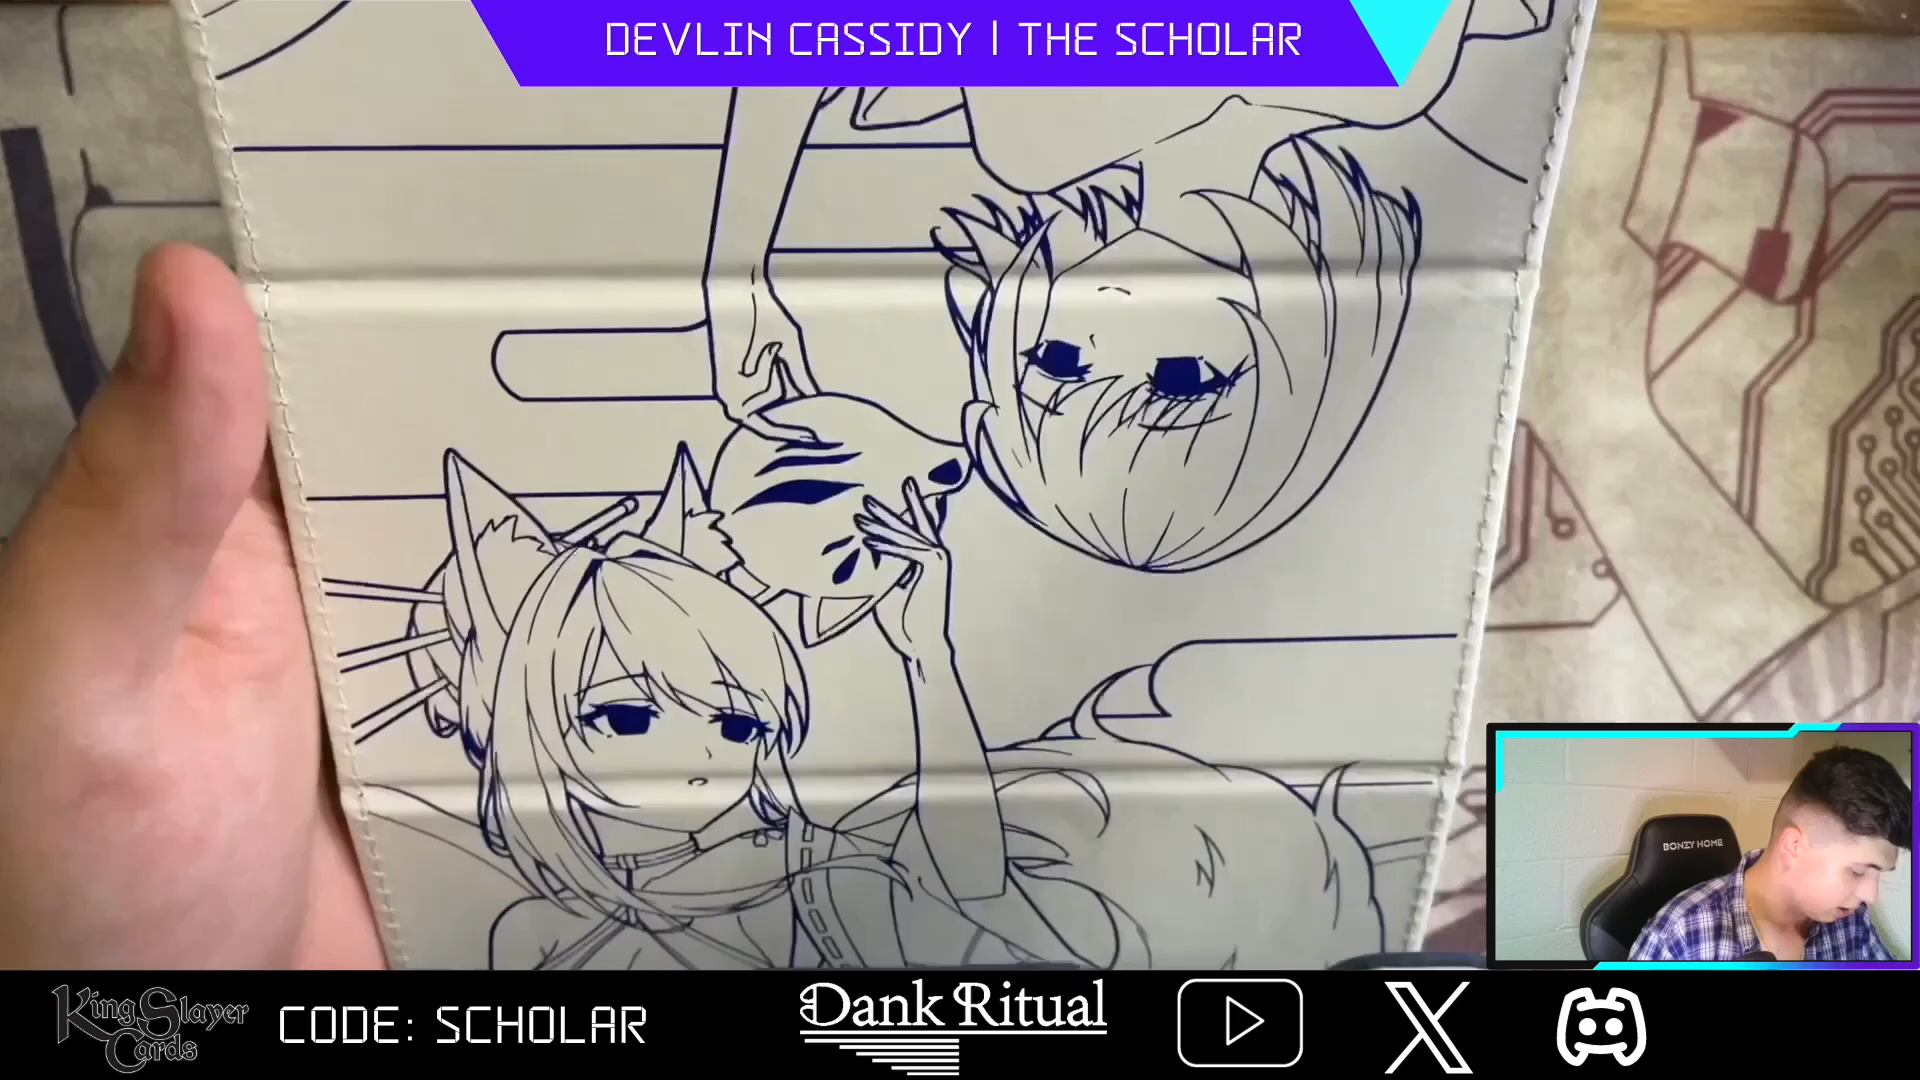 DEVLIN CASSIDY | THE SCHOLAR
BONZY HOME
King Slayer
Cards
CODE: SCHOLAR
Dank Ritual